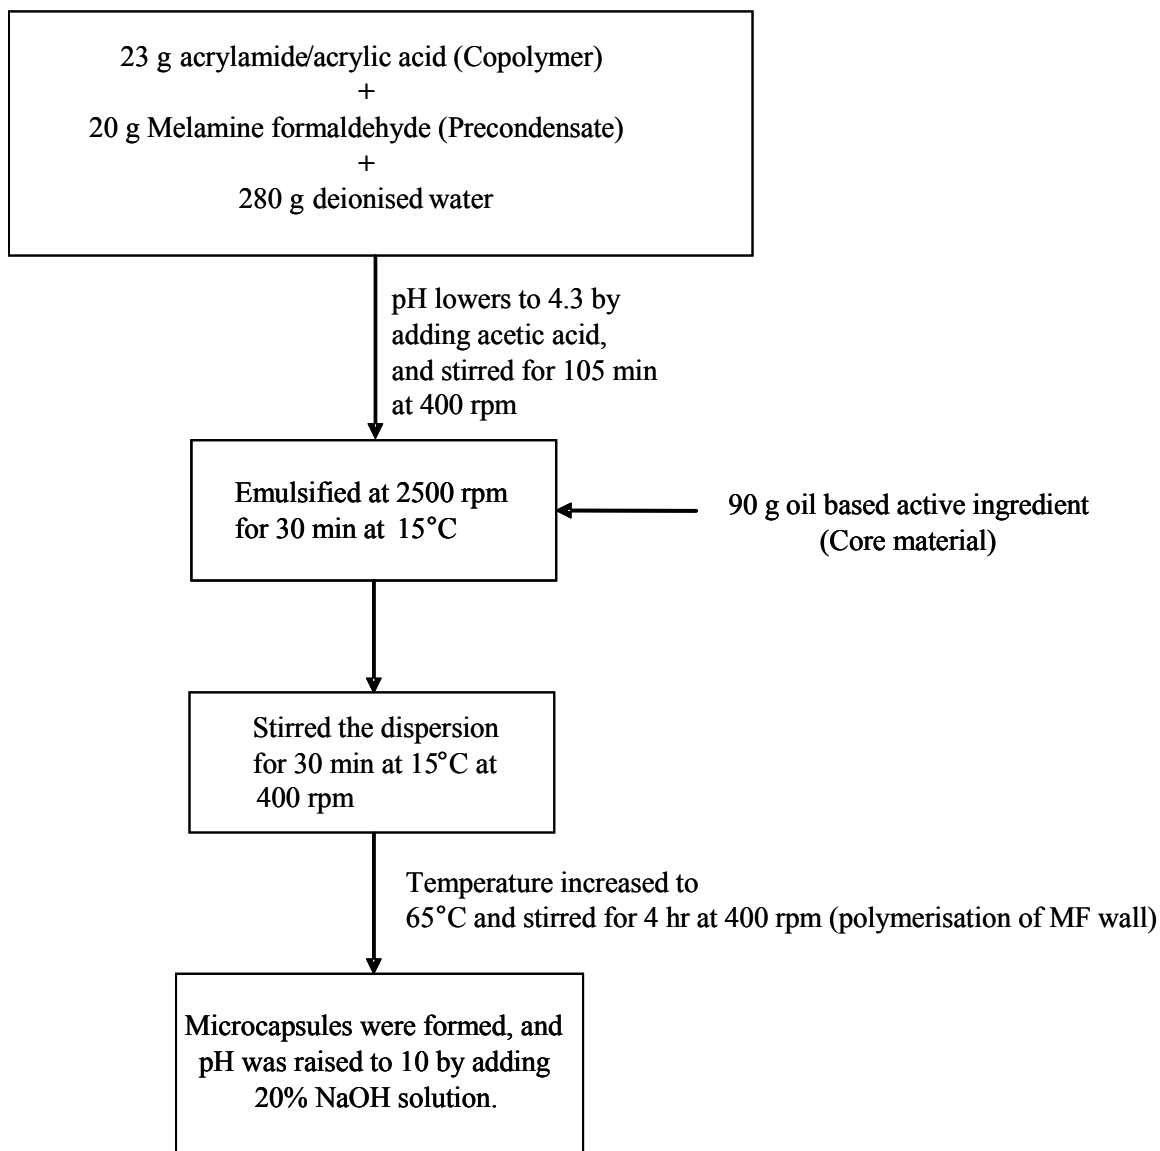 23 g acrylamide/acrylic acid (Copolymer)
+
20 g Melamine formaldehyde (Precondensate)
+
280 g deionised water
pH lowers to 4.3 by
adding acetic acid,
and stirred for 105 min
at 400 rpm
Emulsified at 2500 rpm
for 30 min at 15°C
90 g oil based active ingredient
(Core material)
Stirred the dispersion
for 30 min at 15°C at
400 rpm
Temperature increased to
65°C and stirred for 4 hr at 400 rpm (polymerisation of MF wall)
Microcapsules were formed, and
pH was raised to 10 by adding
20% NaOH solution.